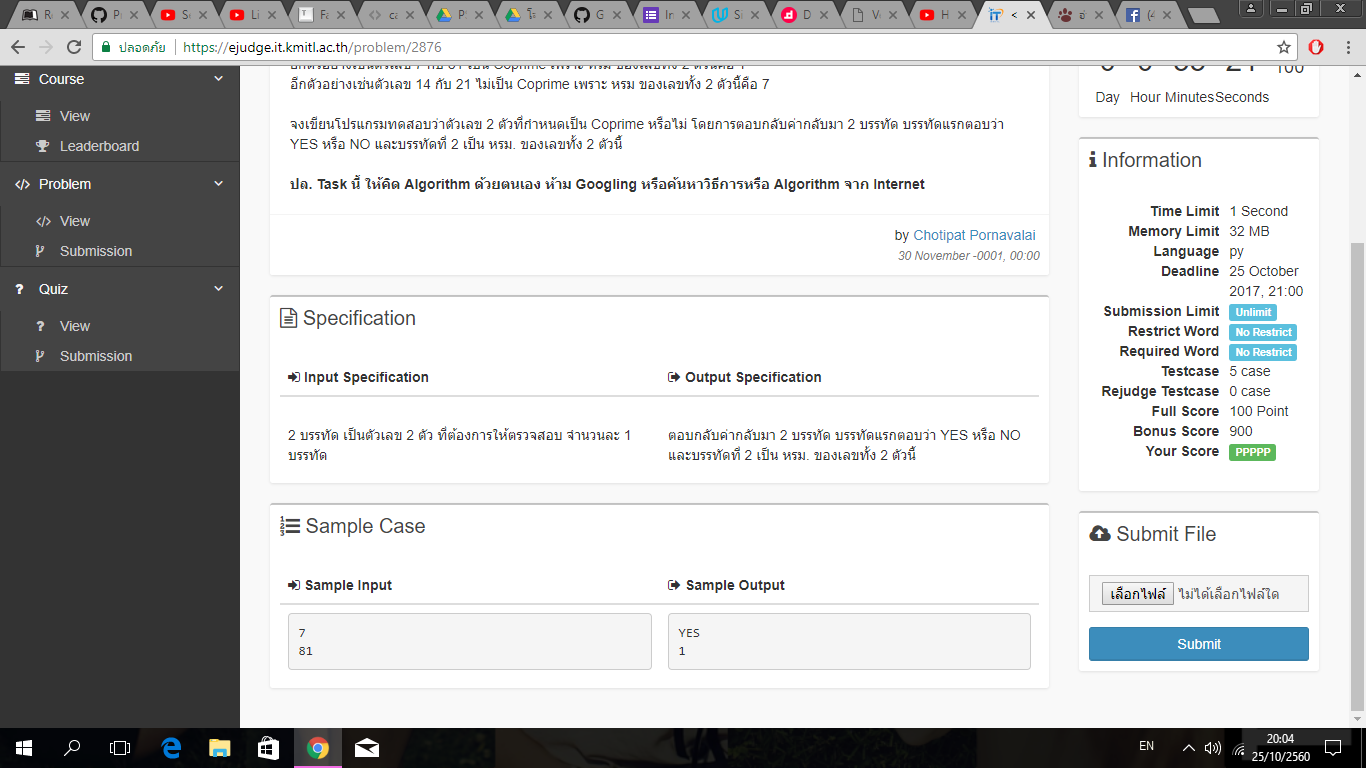 ปลอดภัย
https://ejudge.it.kmitl.ac.th/problem/2876
Course
View
Leaderboard
Problem
View
Submission
Quiz
View
Submission
อีกตัวอย่างเช่นตัวเลข 14 กับ 21 ไม่เป็น Coprime เพราะ หรม ของเลขทั้ง 2 ตัวนี้คือ 7
จงเขียนโปรแกรมทดสอบว่าตัวเลข 2 ตัวที่กำหนดเป็น Coprime หรือไม่ โดยการตอบกลับค่ากลับมา 2 บรรทัด บรรทัดแรกตอบว่า
YES หรือ NO และบรรทัดที่ 2 เป็น หรม. ของเลขทั้ง 2 ตัวนี้
ปล. Task นี้ ให้คิด Algorithm ด้วยตนเอง ห้าม Googling หรือค้นหาวิธีการหรือ Algorithm จาก Internet
by Chotipat Pornavalai
30 November -0001, 00:00
Specification
Input Specification
Output Specification
2 บรรทัด เป็นตัวเลข 2 ตัว ที่ต้องการให้ตรวจสอบ จำนวนละ 1
บรรทัด
ตอบกลับค่ากลับมา 2 บรรทัด บรรทัดแรกตอบว่า YES หรือ NO
และบรรทัดที่ 2 เป็น หรม. ของเลขทั้ง 2 ตัวนี้
Sample Case
Sample Input
Sample Output
7
81
YES
1
Day Hour Minutes Seconds
Information
Time Limit 1 Second
Memory Limit 32 MB
Language py
Deadline 25 October
2017, 21:00
Submission Limit Unlimit
Restrict Word No Restrict
Required Word No Restrict
Testcase 5 case
Rejudge Testcase 0 case
Full Score 100 Point
Bonus Score 900
Your Score PPPPP
Submit File
เลือกไฟล์ ไม่ได้เลือกไฟล์ใด
Submit
EN
20:04
25/10/2560